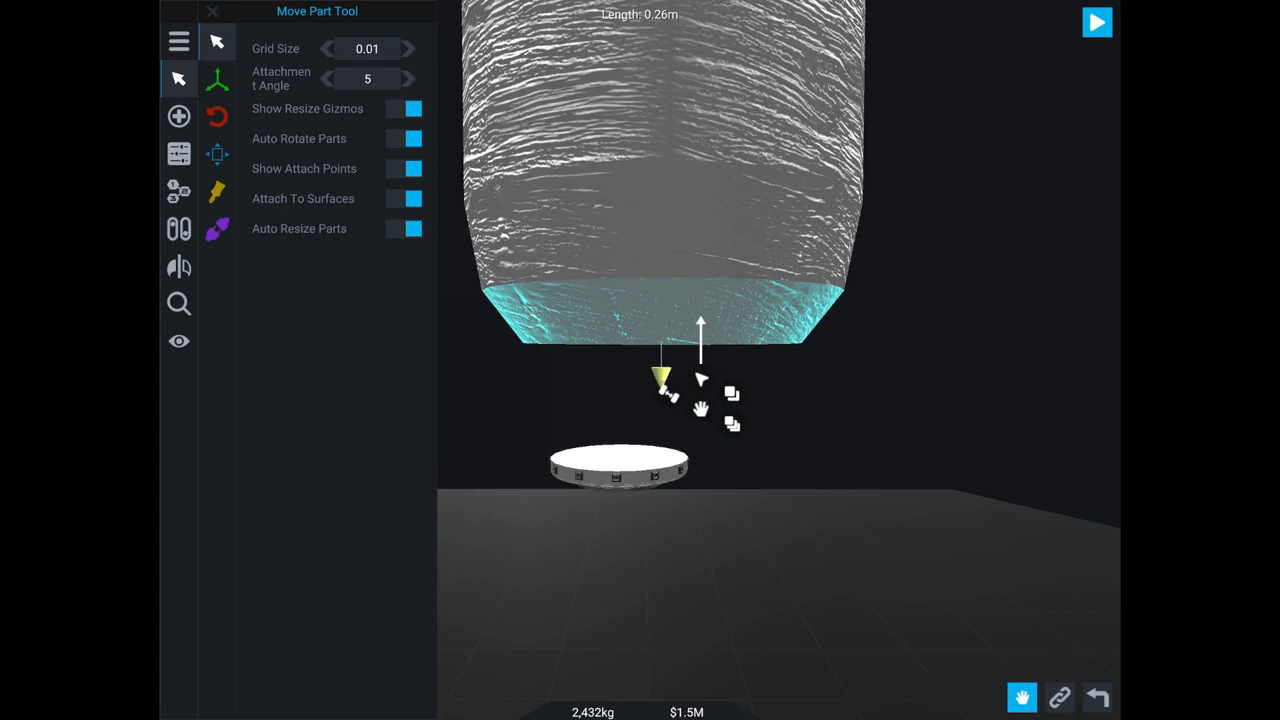 Move Part Tool
Length: 0.26m
Grid Size
0.01
Attachmen
t Angle
5
Show Resize Gizmos
Auto Rotate Parts
Show Attach Points
Attach To Surfaces
Auto Resize Parts
2,432kg
$1.5M